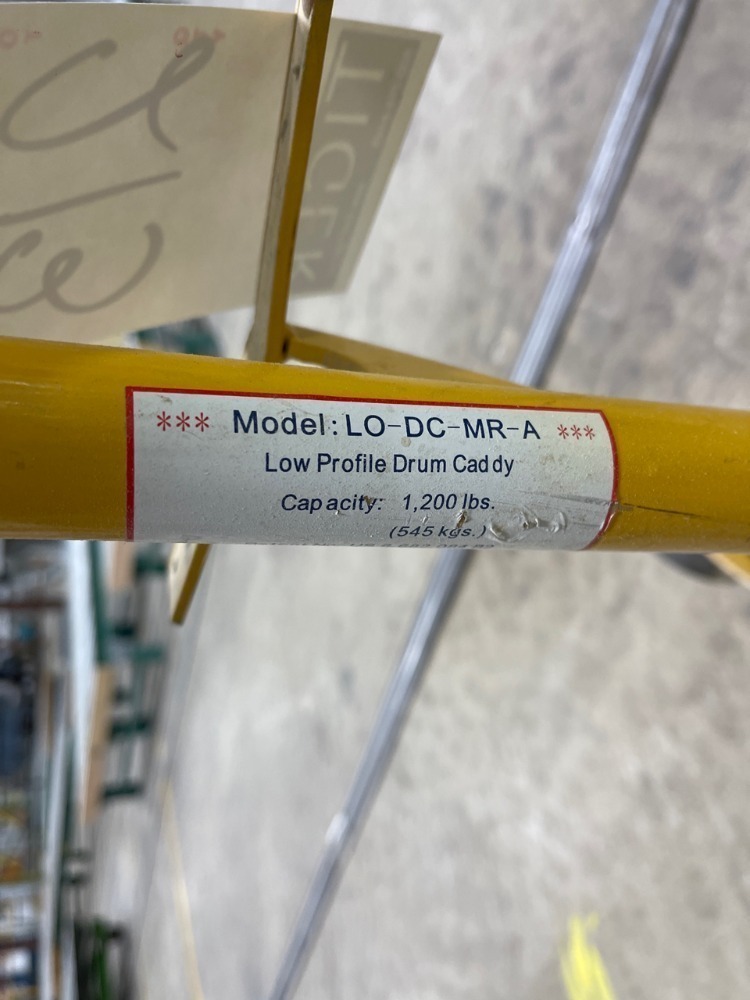 *** Model: LO-DC-MR-A ***
Low Profile Drum Caddy
Capacity: 1,200 lbs.
(545 kgs.)